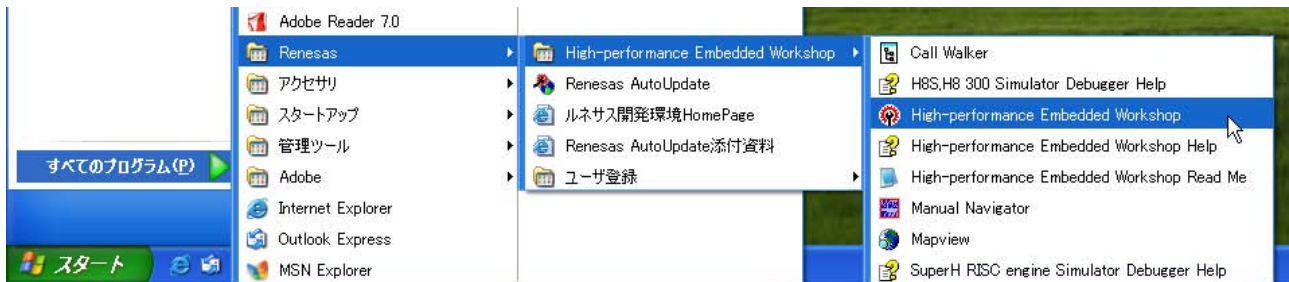 すべてのプログラム(P)
スタート
Adobe Reader 7.0
Renesas
アクセサリ
スタートアップ
管理ツール
Adobe
Internet Explorer
Outlook Express
MSN Explorer
High-performance Embedded Workshop
Renesas AutoUpdate
ルネサス開発環境HomePage
Renesas AutoUpdate添付資料
ユーザ登録
Call Walker
H8S,H8 300 Simulator Debugger Help
High-performance Embedded Workshop
High-performance Embedded Workshop Help
High-performance Embedded Workshop Read Me
Manual Navigator
Mapview
SuperH RISC engine Simulator Debugger Help